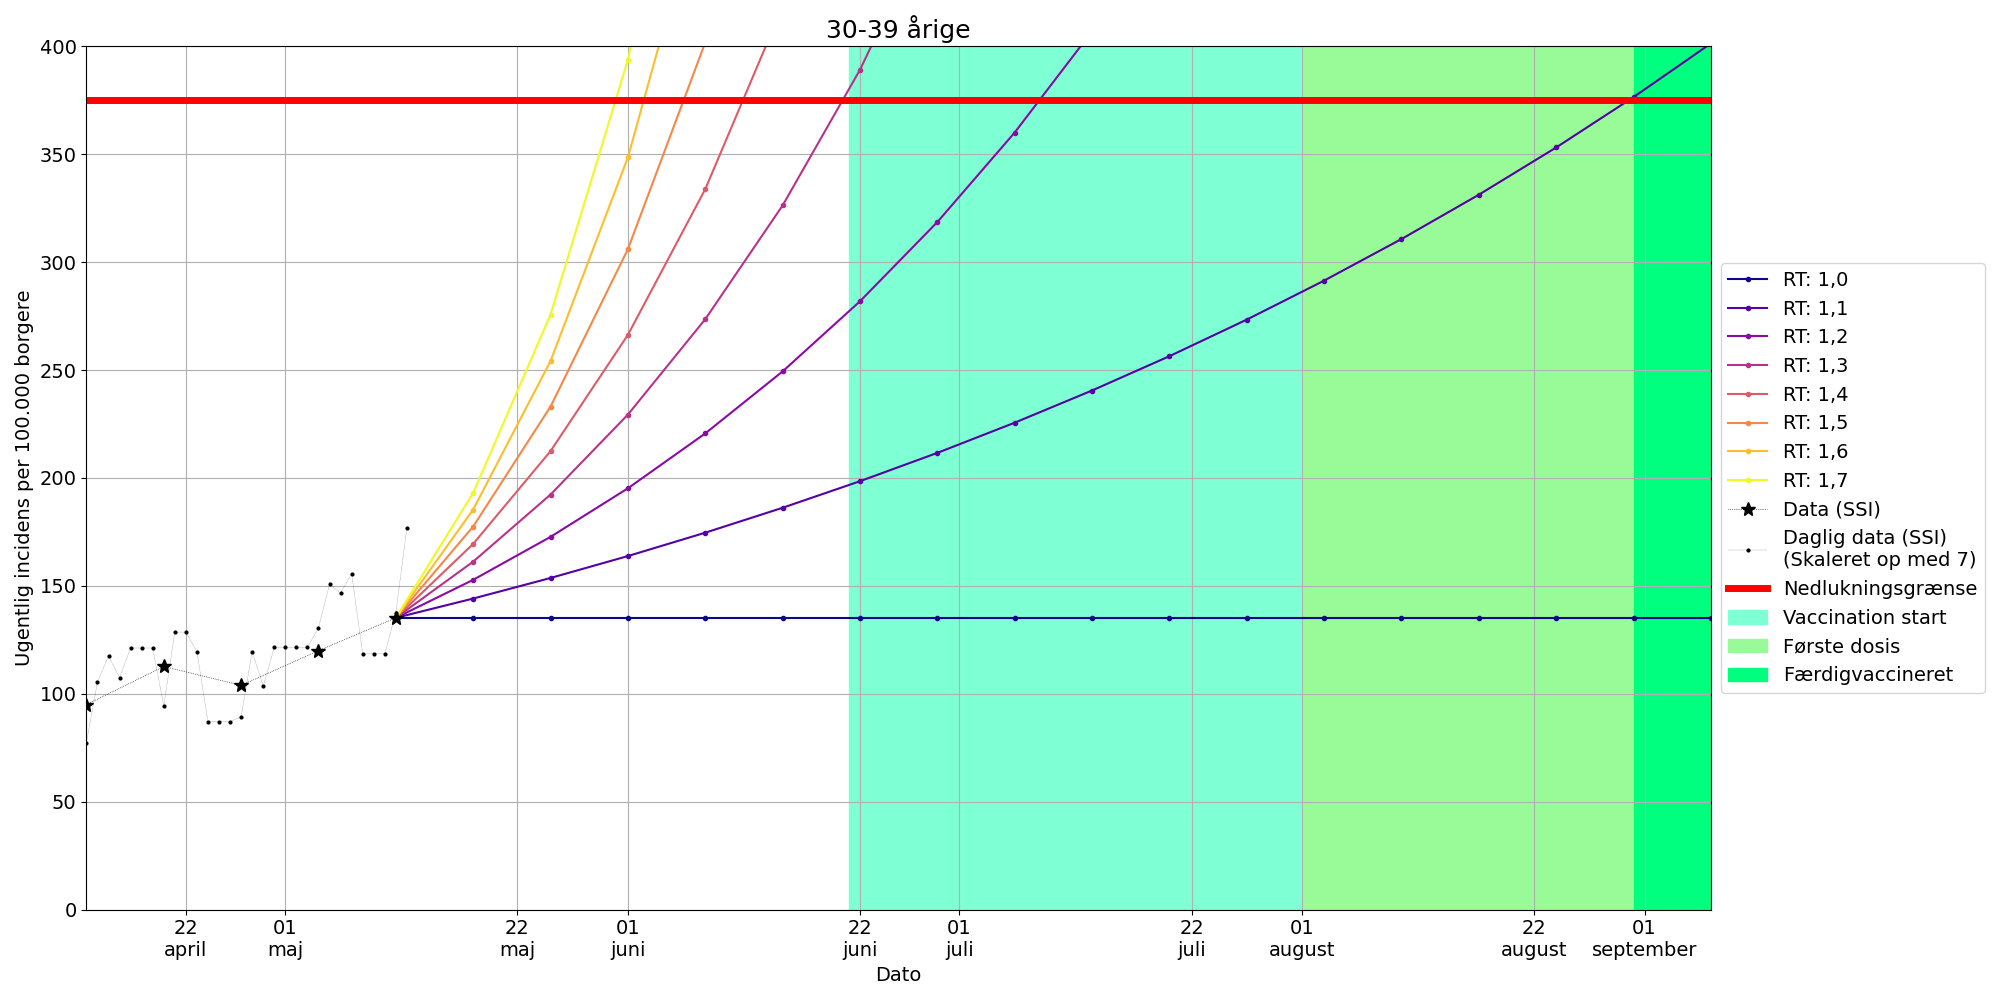 30-39 årige
400
350
300
250
200
150
100
50
0
Ugentlig incidens per 100.000 borgere
22
april
01
maj
22
maj
01
juni
22
juni
01
juli
22
juli
01
august
22
august
01
september
Dato
RT: 1,0
RT: 1,1
RT: 1,2
RT: 1,3
RT: 1,4
RT: 1,5
RT: 1,6
RT: 1,7
Data (SSI)
Daglig data (SSI)
(Skaleret op med 7)
Nedlukningsgrænse
Vaccination start
Første dosis
Færdigvaccineret